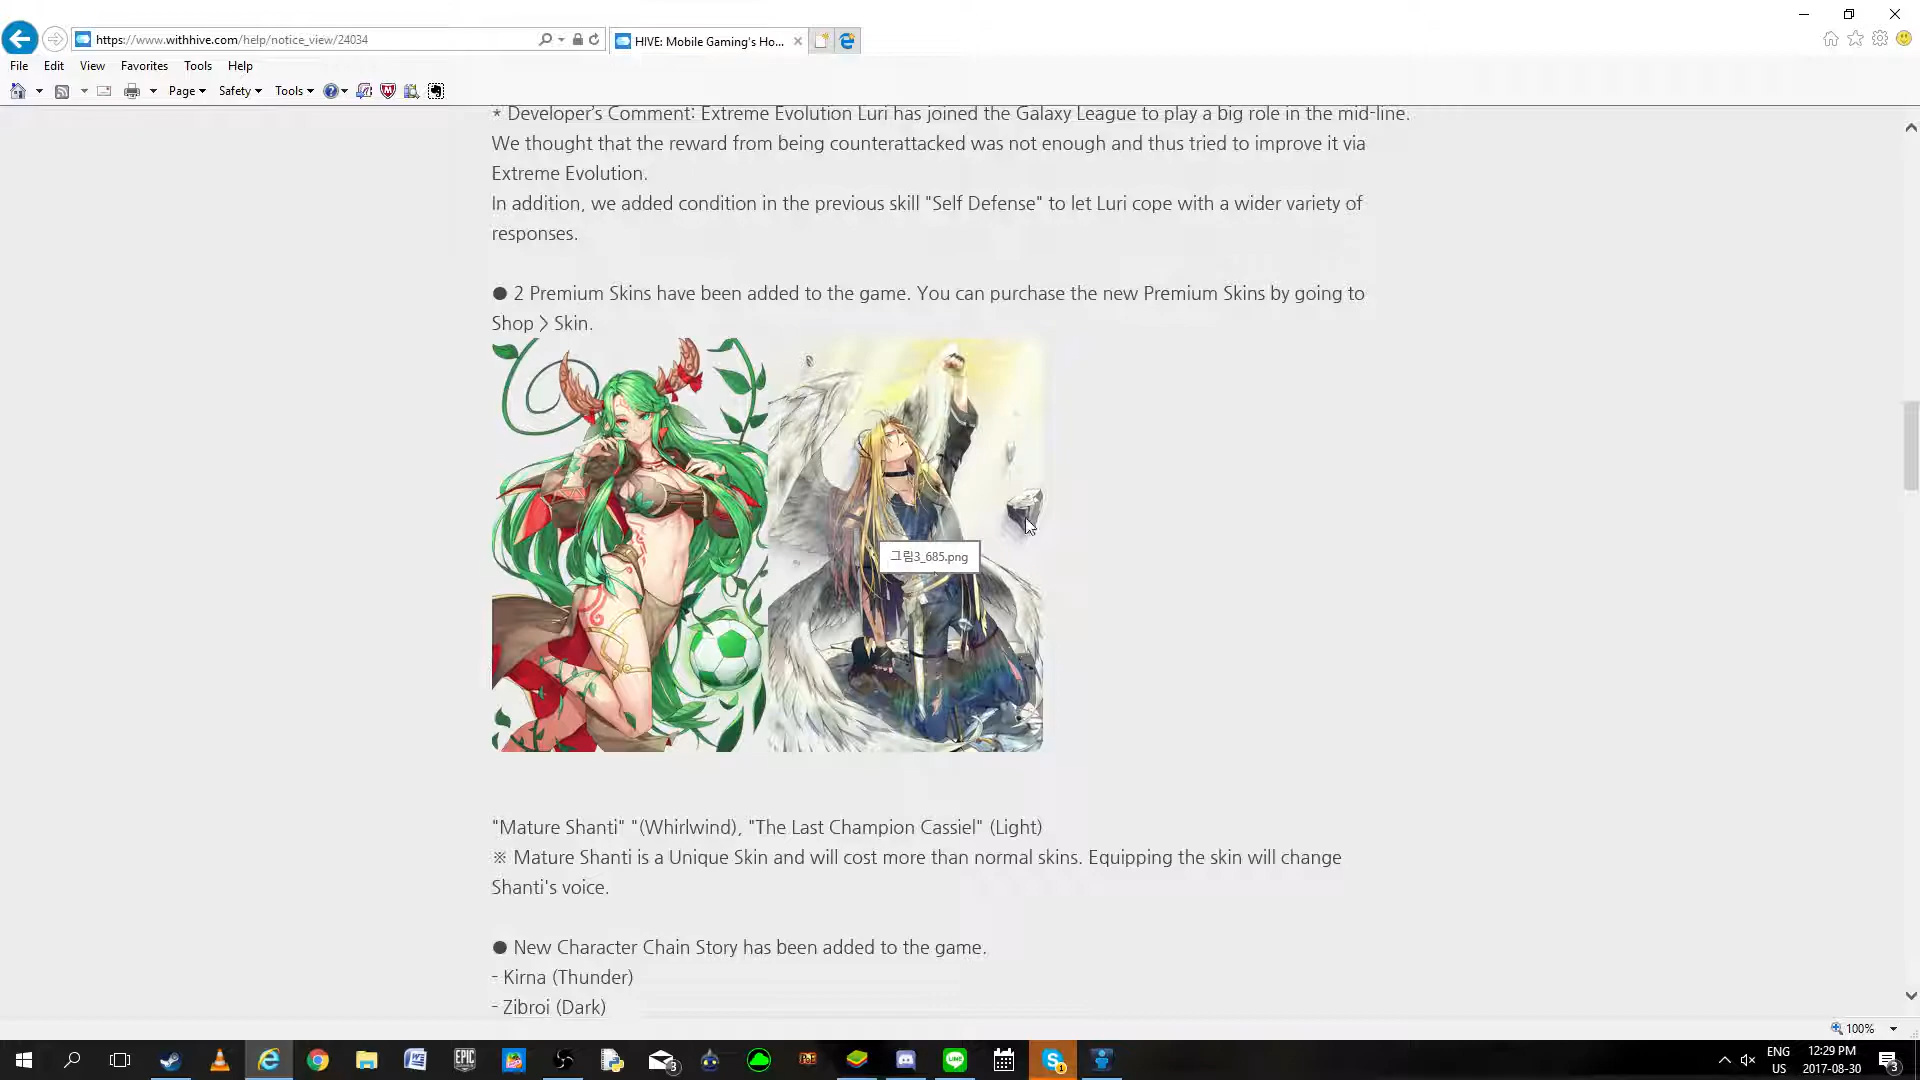 https://www.withhive.com/help/notice_view/24034
HIVE: Mobile Gaming's Ho...
File Edit View Favorites Tools Help
Page Safety Tools
* Developer's Comment: Extreme Evolution Luri has joined the Galaxy League to play a big role in the mid-line.
We thought that the reward from being counterattacked was not enough and thus tried to improve it via
Extreme Evolution.
In addition, we added condition in the previous skill "Self Defense" to let Luri cope with a wider variety of
responses.
● 2 Premium Skins have been added to the game. You can purchase the new Premium Skins by going to
Shop > Skin.
그림3_685.png
"Mature Shanti" "(Whirlwind), "The Last Champion Cassiel" (Light)
※ Mature Shanti is a Unique Skin and will cost more than normal skins. Equipping the skin will change
Shanti's voice.
● New Character Chain Story has been added to the game.
- Kirna (Thunder)
- Zibroi (Dark)
100%
EPIC GAMES
PoE
LINE
3
1
ENG
US
12:29 PM
2017-08-30
3